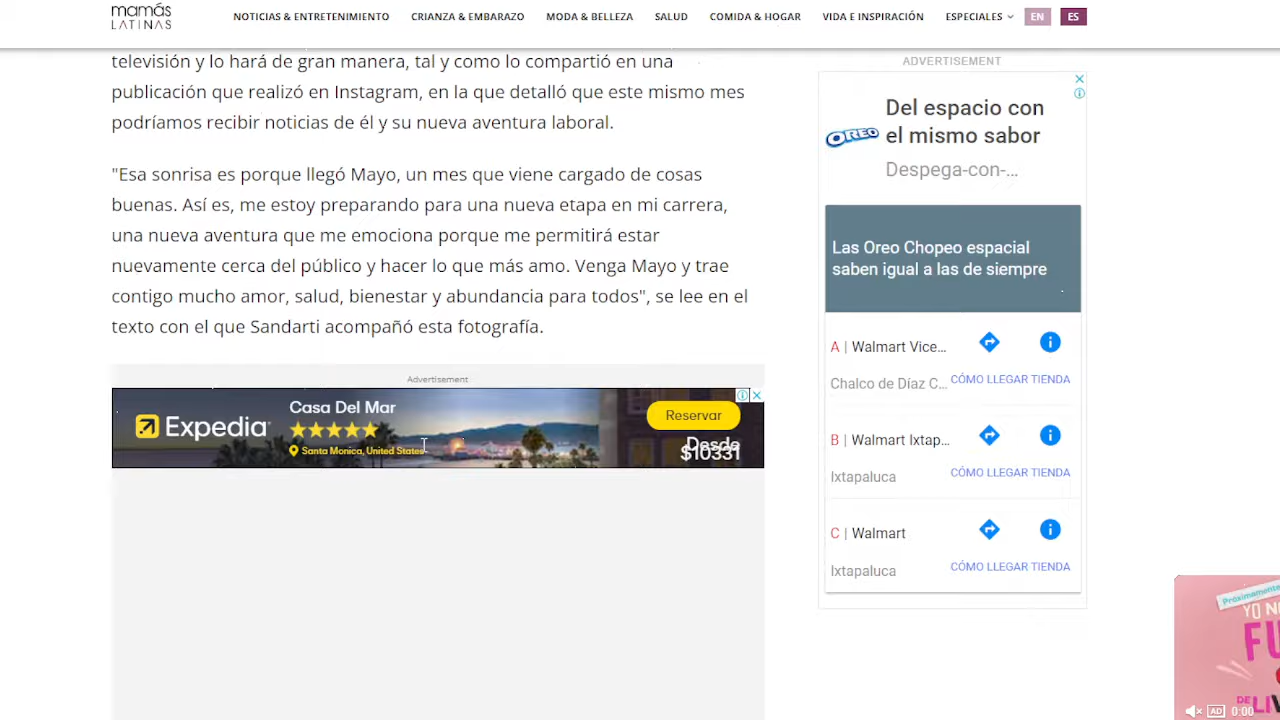 mamás
LATINAS
NOTICIAS & ENTRETENIMIENTO
CRIANZA & EMBARAZO
MODA & BELLEZA
SALUD
COMIDA & HOGAR
VIDA E INSPIRACIÓN
ESPECIALES
EN
ES
televisión y lo hará de gran manera, tal y como lo compartió en una
publicación que realizó en Instagram, en la que detalló que este mismo mes
podríamos recibir noticias de él y su nueva aventura laboral.
"Esa sonrisa es porque llegó Mayo, un mes que viene cargado de cosas
buenas. Así es, me estoy preparando para una nueva etapa en mi carrera,
una nueva aventura que me emociona porque me permitirá estar
nuevamente cerca del público y hacer lo que más amo. Venga Mayo y trae
contigo mucho amor, salud, bienestar y abundancia para todos", se lee en el
texto con el que Sandarti acompañó esta fotografía.
Advertisement
Expedia
Casa Del Mar
Santa Monica, United States
Reservar
Desde
$10331
ADVERTISEMENT
OREO
Del espacio con
el mismo sabor
Despega-con-...
Las Oreo Chopeo espacial
saben igual a las de siempre
A | Walmart Vice...
Chalco de Díaz C...
CÓMO LLEGAR TIENDA
B | Walmart Ixtap...
Ixtapaluca
CÓMO LLEGAR TIENDA
C | Walmart
Ixtapaluca
CÓMO LLEGAR TIENDA
Próximamente
YO
FU
DE
AD 0:00